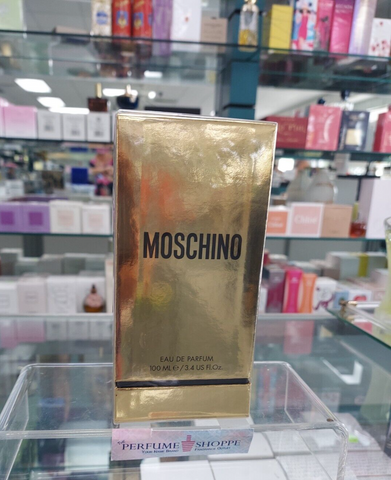 MOSCHINO
EAU DE PARFUM
100 ML℮ / 3.4 US FL.Oz.
PERFUME SHOPPE